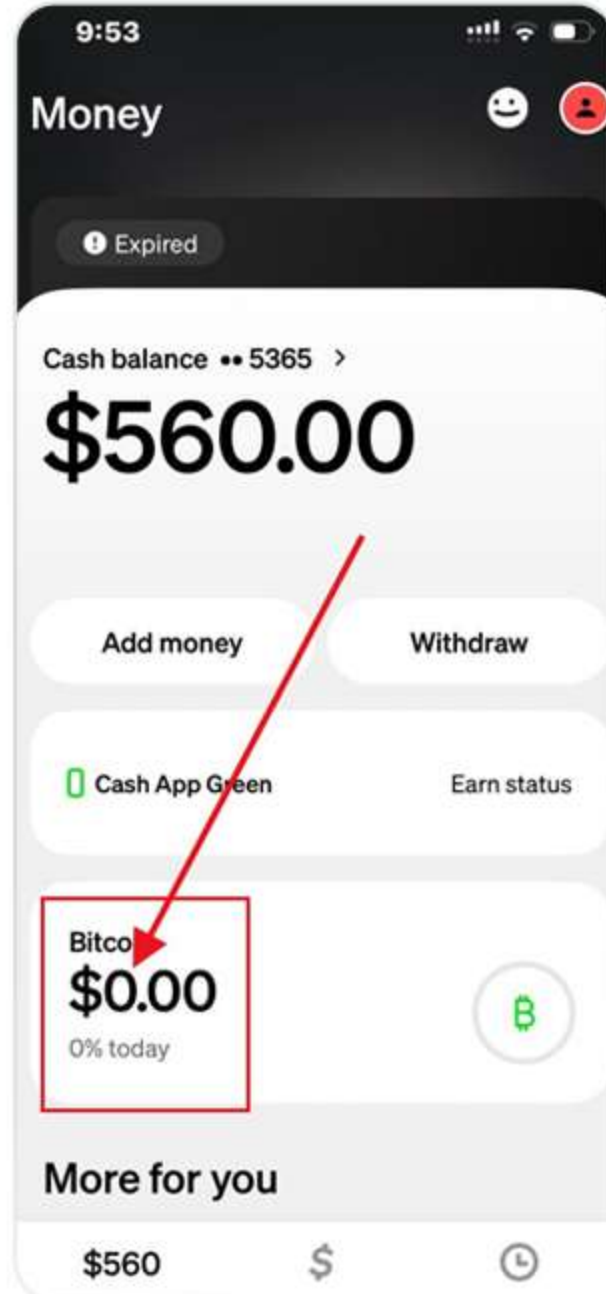 9:53
Money
Expired
Cash balance •• 5365 >
$560.00
Add money Withdraw
Cash App Green Earn status
Bitco
$0.00
0% today
More for you
$560 $